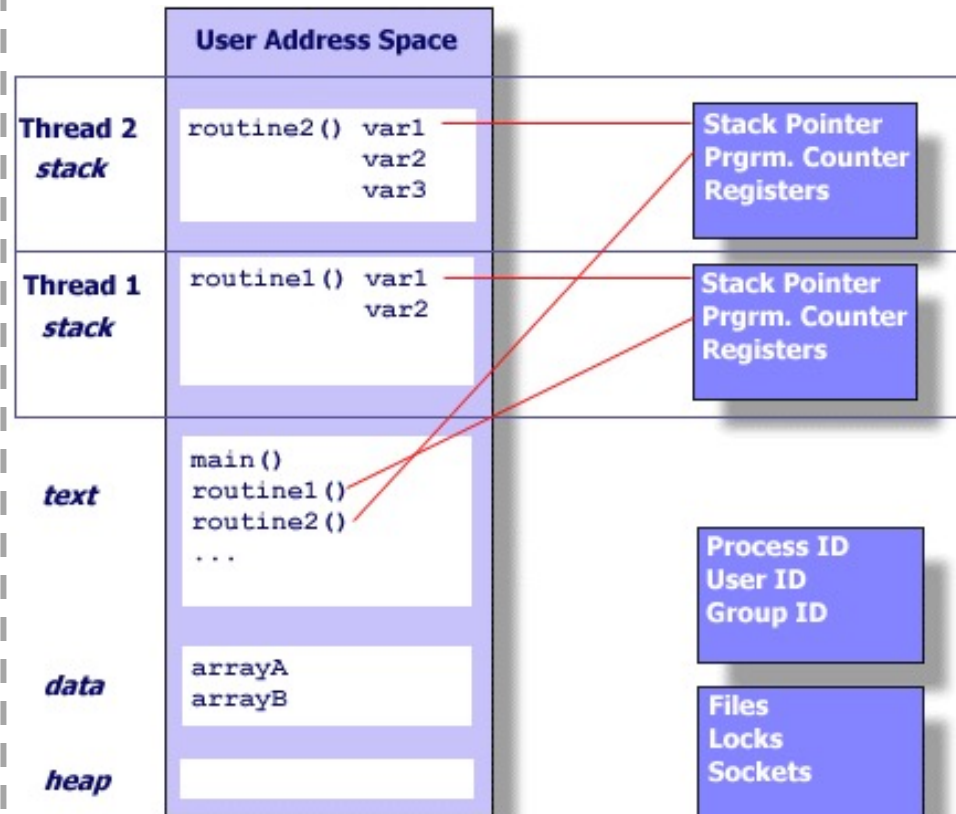 User Address Space
Thread 2
stack
routine2() var1
var2
var3
Stack Pointer
Prgrm. Counter
Registers
Thread 1
stack
routine1() var1
var2
Stack Pointer
Prgrm. Counter
Registers
text
main()
routine1()
routine2()
...
Process ID
User ID
Group ID
data
arrayA
arrayB
Files
Locks
Sockets
heap